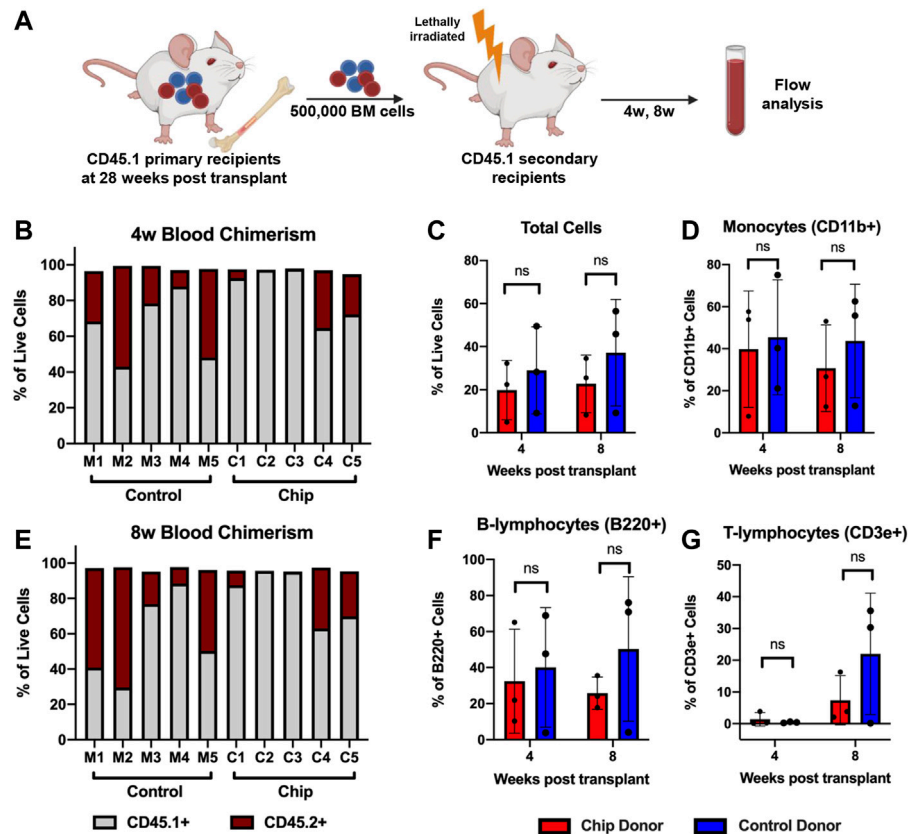 A
Lethally
irradiated
500,000 BM cells
4w, 8w
Flow
analysis
CD45.1 primary recipients
at 28 weeks post transplant
CD45.1 secondary
recipients
B
4w Blood Chimerism
% of Live Cells
100
80
60
40
20
0
M1 M2 M3 M4 M5 C1 C2 C3 C4 C5
Control Chip
C
Total Cells
% of Live Cells
80
60
40
20
0
ns ns
4 8
Weeks post transplant
D
Monocytes (CD11b+)
% of CD11b+ Cells
80
60
40
20
0
ns ns
4 8
Weeks post transplant
E
8w Blood Chimerism
% of Live Cells
100
80
60
40
20
0
M1 M2 M3 M4 M5 C1 C2 C3 C4 C5
Control Chip
CD45.1+ CD45.2+
F
B-lymphocytes (B220+)
% of B220+ Cells
100
80
60
40
20
0
ns ns
4 8
Weeks post transplant
G
T-lymphocytes (CD3e+)
% of CD3e+ Cells
50
40
30
20
10
0
ns ns
4 8
Weeks post transplant
Chip Donor Control Donor